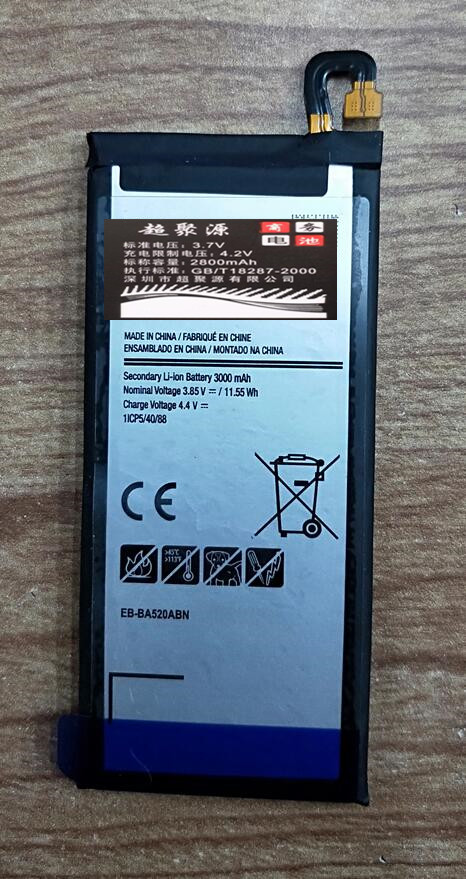 超聚源 商务
电池
标准电压: 3.7V
充电限制电压: 4.2V
标称容量: 2800mAh
执行标准: GB/T18287-2000
深圳市超聚源有限公司
MADE IN CHINA / FABRIQUÉ EN CHINE
ENSAMBLADO EN CHINA / MONTADO NA CHINA
Secondary Li-ion Battery 3000 mAh
Nominal Voltage 3.85 V ⎓ / 11.55 Wh
Charge Voltage 4.4 V ⎓
1ICP5/40/88
CE
>45°C
>113°F
EB-BA520ABN